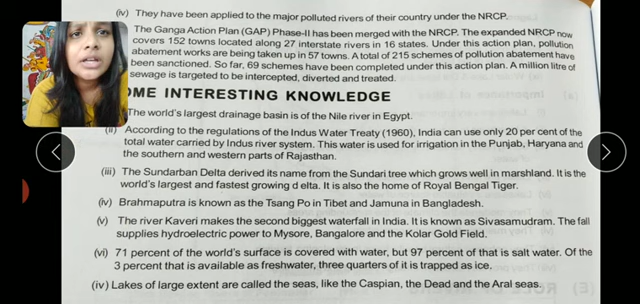 (iv) They have been applied to the major polluted rivers of their country under the NRCP.
The Ganga Action Plan (GAP) Phase-II has been merged with the NRCP. The expanded NRCP now
covers 152 towns located along 27 interstate rivers in 16 states. Under this action plan, pollution
abatement works are being taken up in 57 towns. A total of 215 schemes of pollution abatement have
been sanctioned. So far, 69 schemes have been completed under this action plan. A million litre of
sewage is targeted to be intercepted, diverted and treated.
OME INTERESTING KNOWLEDGE
The world's largest drainage basin is of the Nile river in Egypt.
(ii) According to the regulations of the Indus Water Treaty (1960), India can use only 20 per cent of the
total water carried by Indus river system. This water is used for irrigation in the Punjab, Haryana and
the southern and western parts of Rajasthan.
(iii) The Sundarban Delta derived its name from the Sundari tree which grows well in marshland. It is the
world's largest and fastest growing d elta. It is also the home of Royal Bengal Tiger.
(iv) Brahmaputra is known as the Tsang Po in Tibet and Jamuna in Bangladesh.
(v) The river Kaveri makes the second biggest waterfall in India. It is known as Sivasamudram. The fall
supplies hydroelectric power to Mysore, Bangalore and the Kolar Gold Field.
(vi) 71 percent of the world's surface is covered with water, but 97 percent of that is salt water. Of the
3 percent that is available as freshwater, three quarters of it is trapped as ice.
(iv) Lakes of large extent are called the seas, like the Caspian, the Dead and the Aral seas.